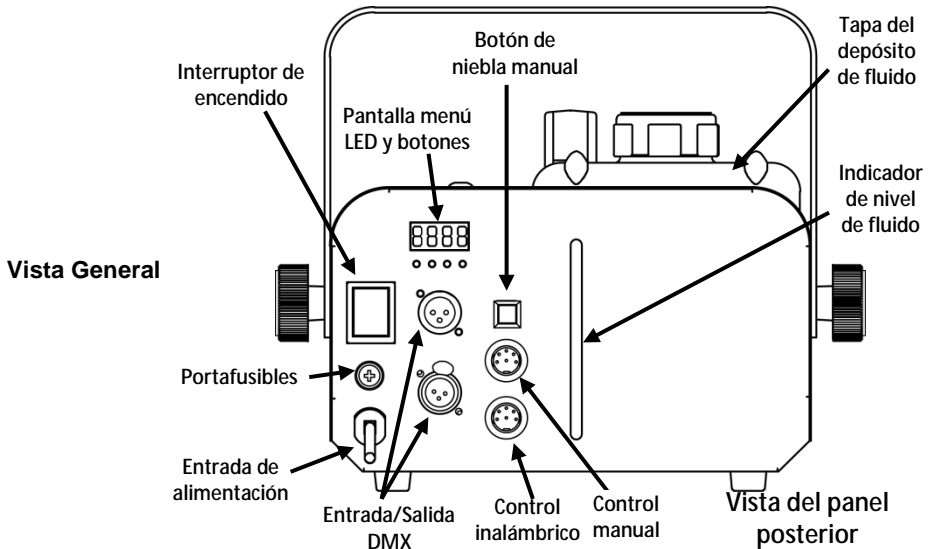 Botón de
niebla manual
Tapa del
depósito
de fluido
Interruptor de
encendido
Pantalla menú
LED y botones
Indicador
de nivel
de fluido
Vista General
Portafusibles
Entrada de
alimentación
Entrada/Salida
DMX
Control
inalámbrico
Control
manual
Vista del panel
posterior